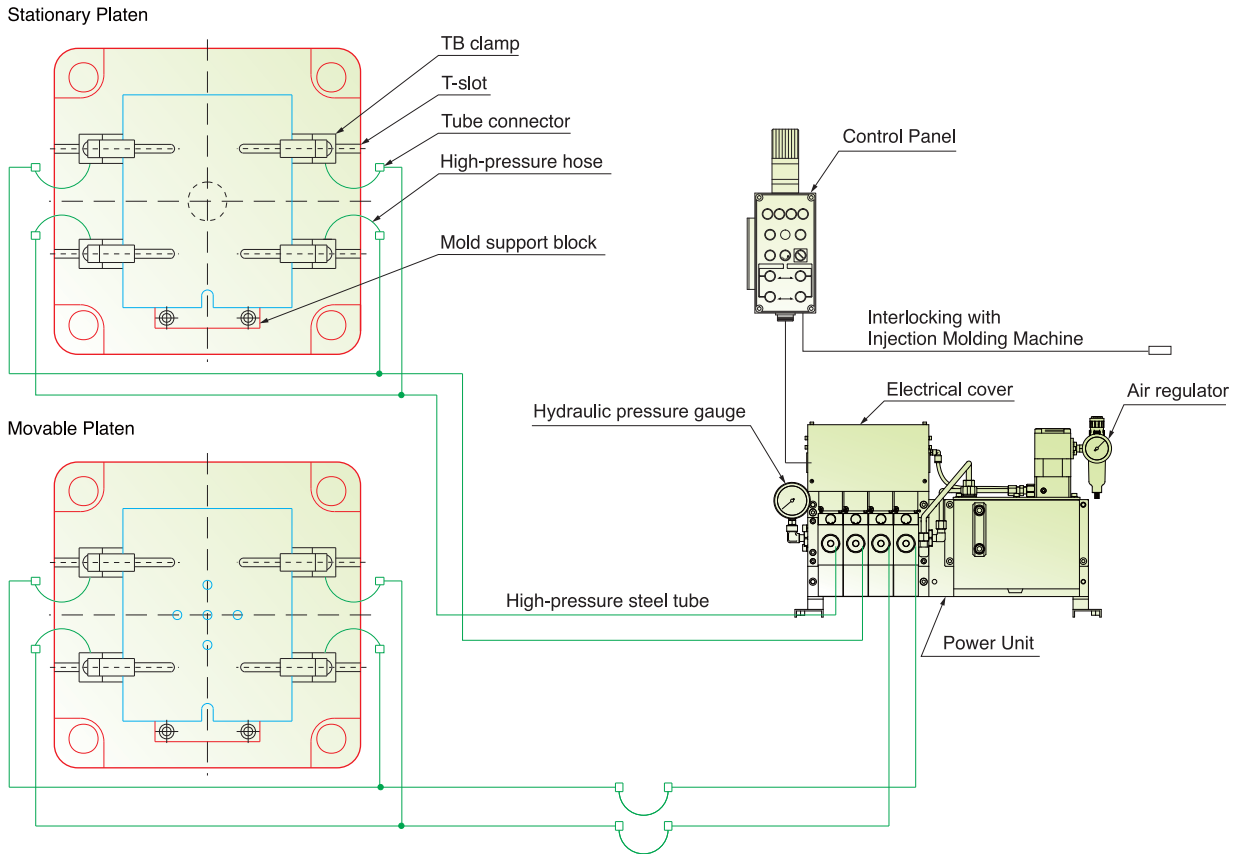 Stationary Platen
TB clamp
T-slot
Tube connector
High-pressure hose
Mold support block
Control Panel
Interlocking with
Injection Molding Machine
Electrical cover
Air regulator
Hydraulic pressure gauge
Movable Platen
High-pressure steel tube
Power Unit